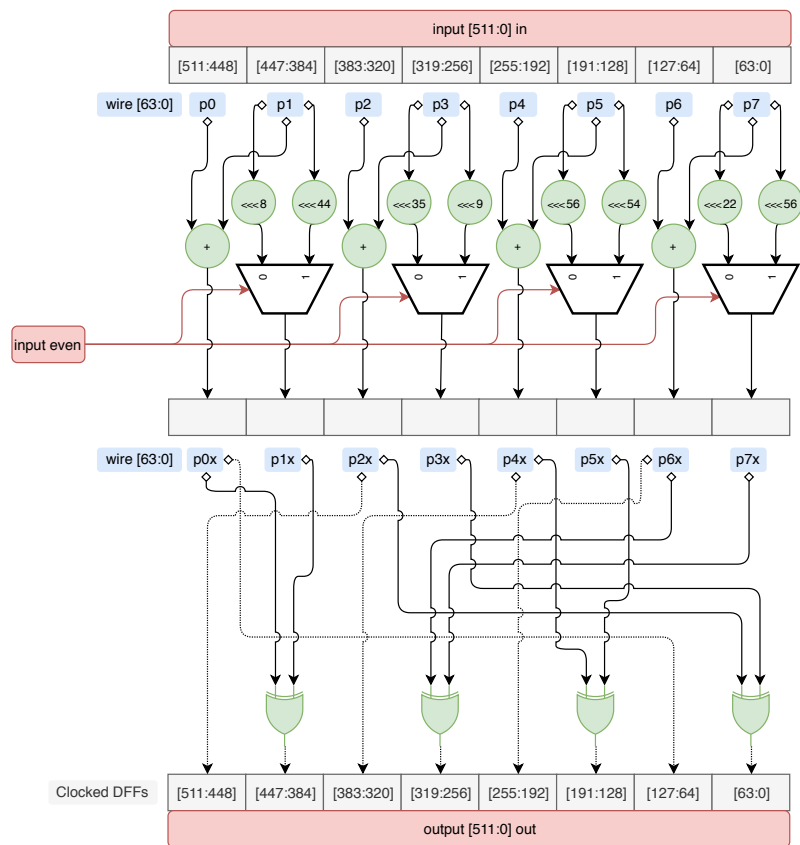 input [511:0] in
[511:448] [447:384] [383:320] [319:256] [255:192] [191:128] [127:64] [63:0]
wire [63:0] p0 p1 p2 p3 p4 p5 p6 p7
<<<8 <<<44 <<<35 <<<9 <<<56 <<<54 <<<22 <<<56
+ + + +
0 1 0 1 0 1 0 1
input even
wire [63:0] p0x p1x p2x p3x p4x p5x p6x p7x
Clocked DFFs [511:448] [447:384] [383:320] [319:256] [255:192] [191:128] [127:64] [63:0]
output [511:0] out